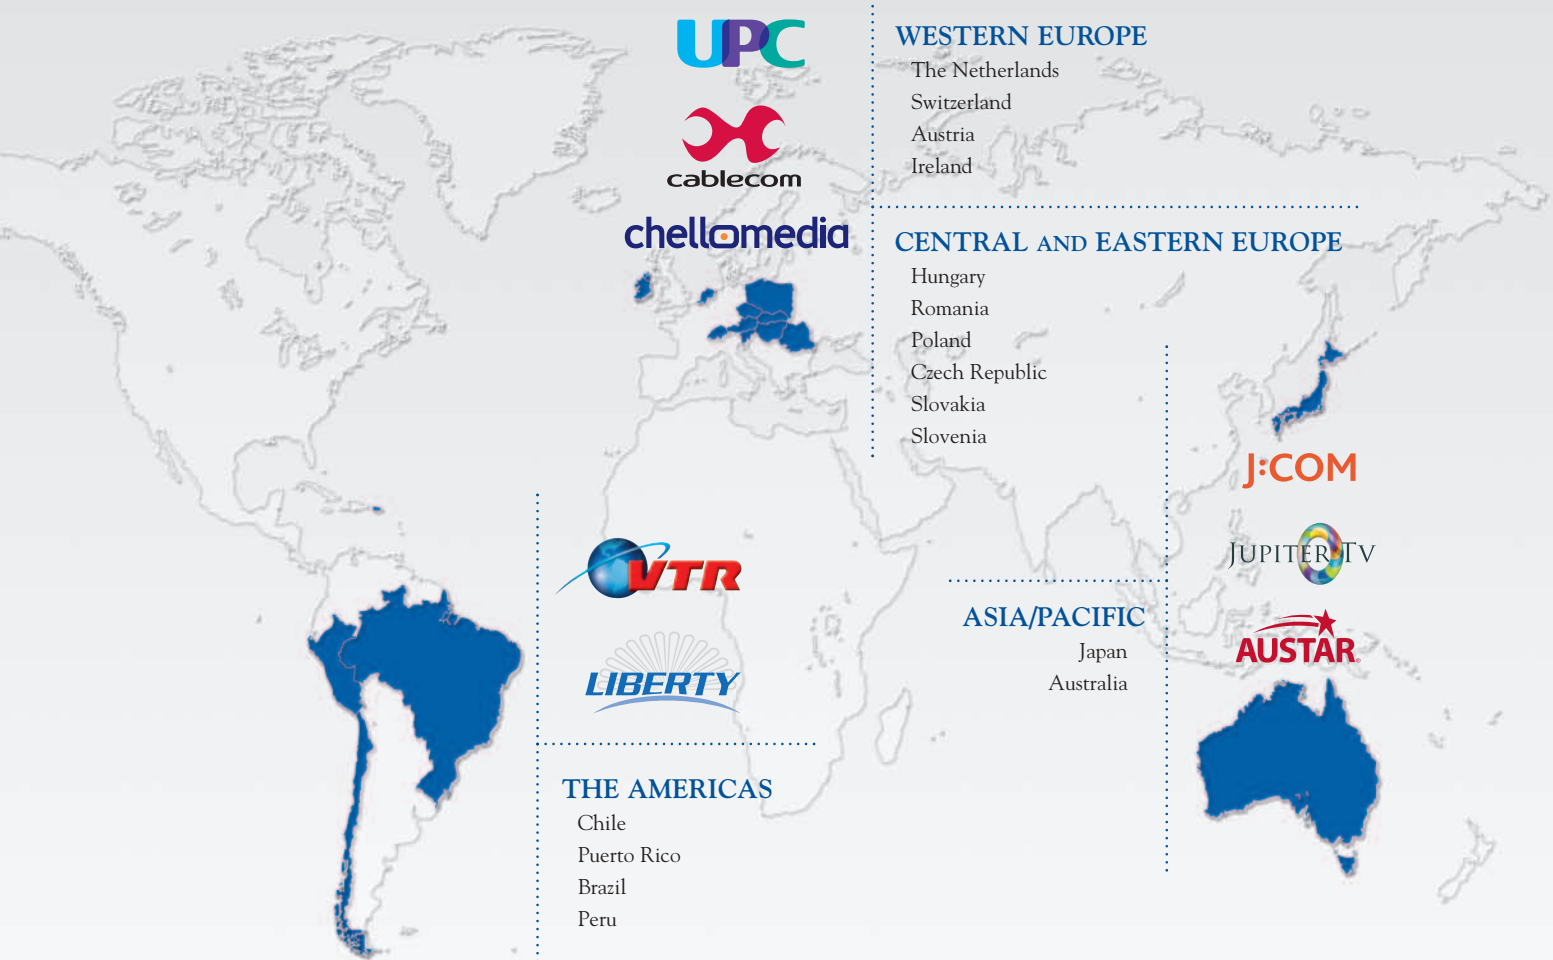 UPC
cablecom
chellomedia
WESTERN EUROPE
The Netherlands
Switzerland
Austria
Ireland
CENTRAL AND EASTERN EUROPE
Hungary
Romania
Poland
Czech Republic
Slovakia
Slovenia
J:COM
JUPITER TV
AUSTAR
ASIA/PACIFIC
Japan
Australia
VTR
LIBERTY
THE AMERICAS
Chile
Puerto Rico
Brazil
Peru